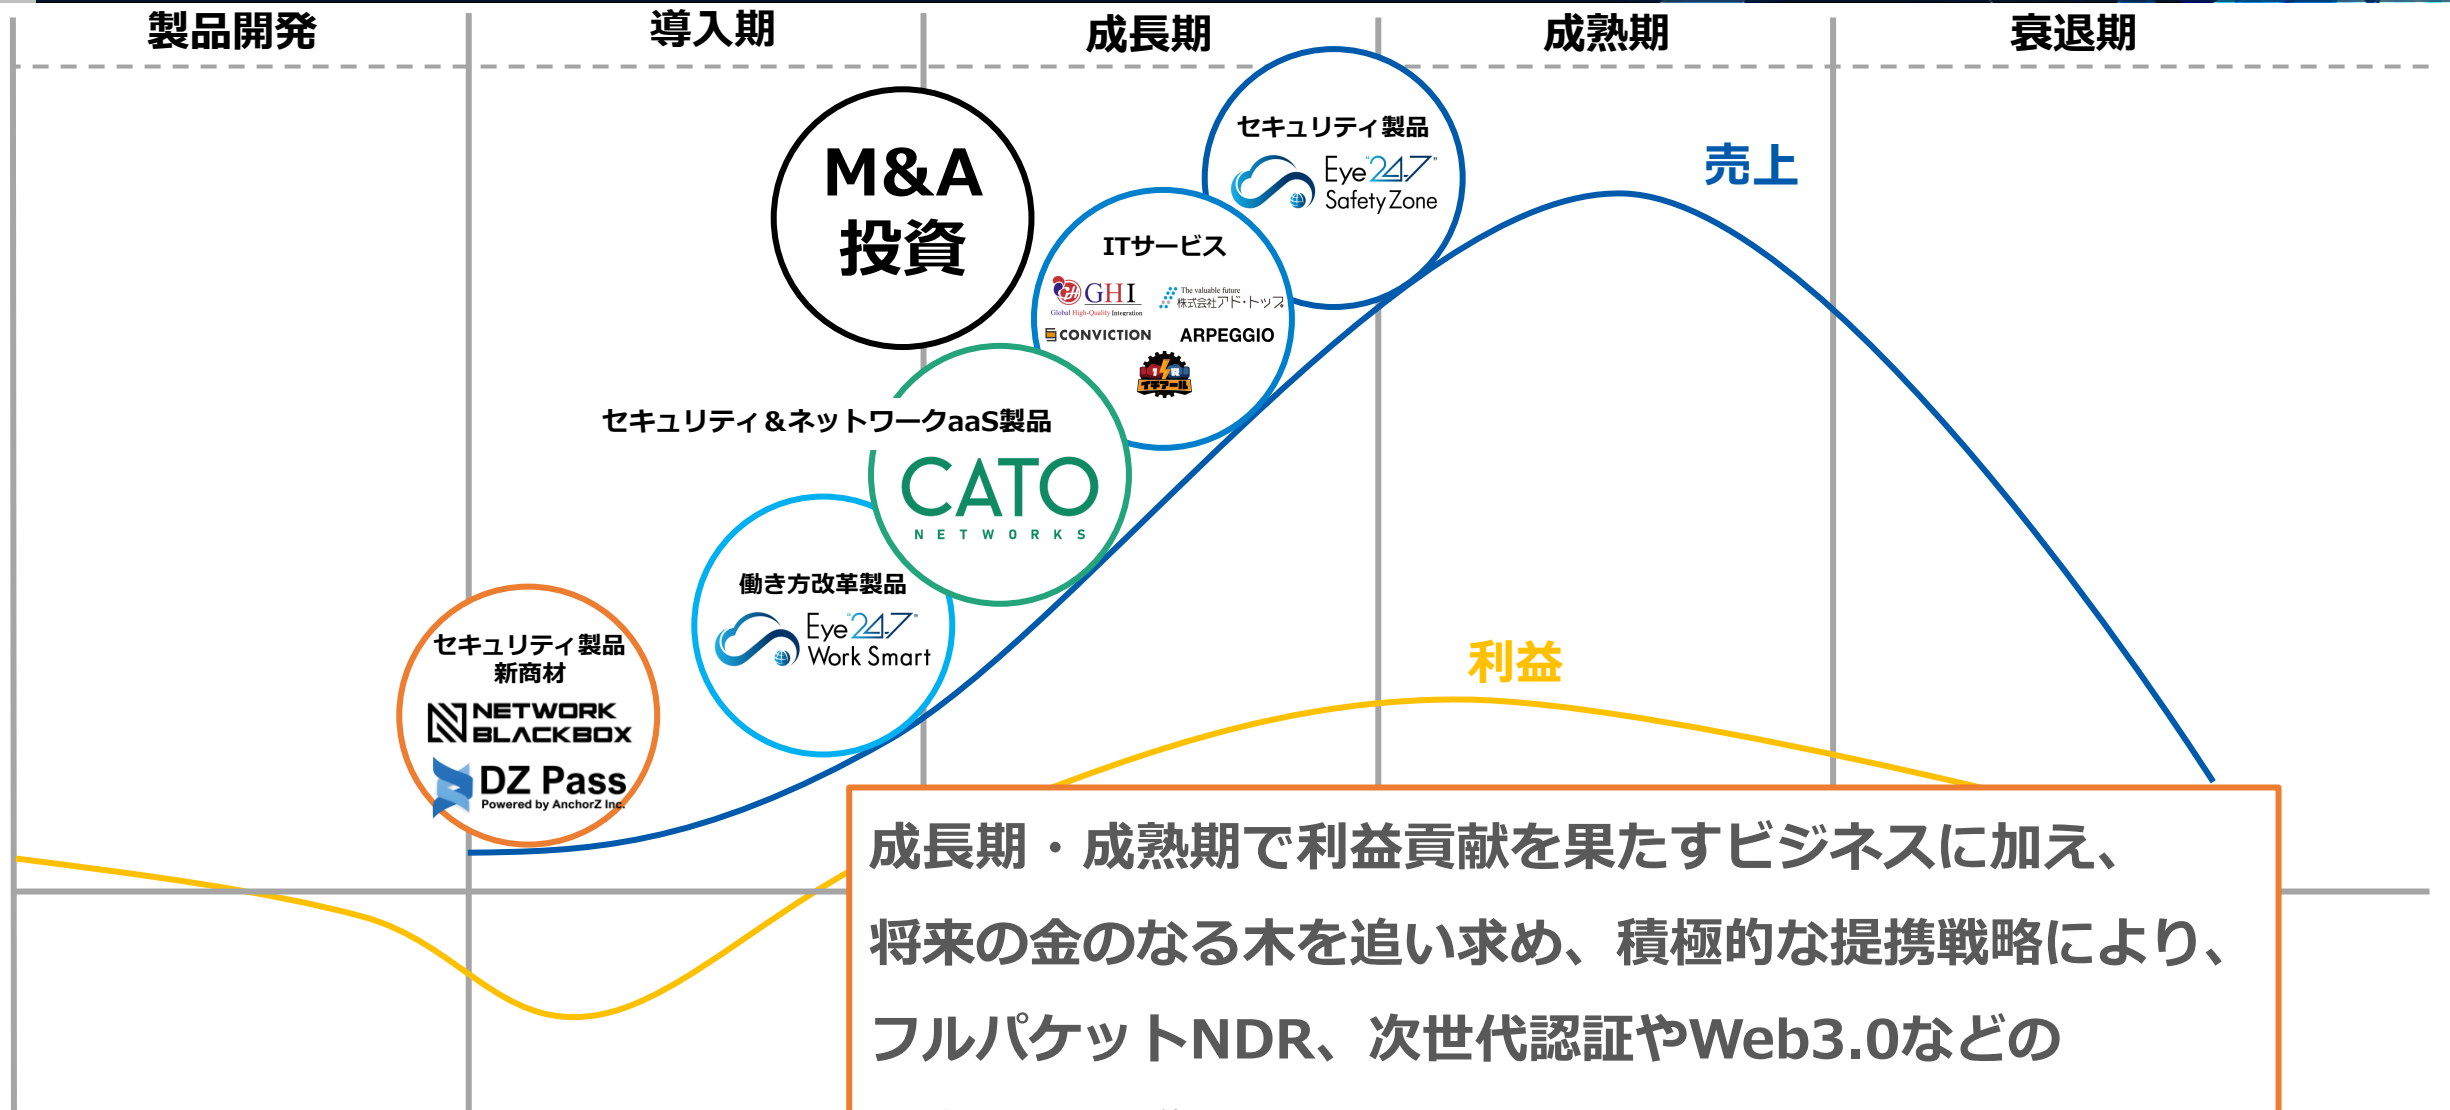 製品開発
導入期
成長期
成熟期
衰退期
M&A
投資
セキュリティ製品
Eye"24-7"
Safety Zone
売上
ITサービス
GHI
Global High-Quality Integration
The valuable future
株式会社アド・トップ
CONVICTION
ARPEGGIO
イチアール
セキュリティ＆ネットワークaaS製品
CATO
NETWORKS
働き方改革製品
Eye"24-7"
Work Smart
セキュリティ製品
新商材
NETWORK
BLACKBOX
DZ Pass
Powered by AnchorZ Inc.
利益
成長期・成熟期で利益貢献を果たすビジネスに加え、
将来の金のなる木を追い求め、積極的な提携戦略により、
フルパケットNDR、次世代認証やWeb3.0などの